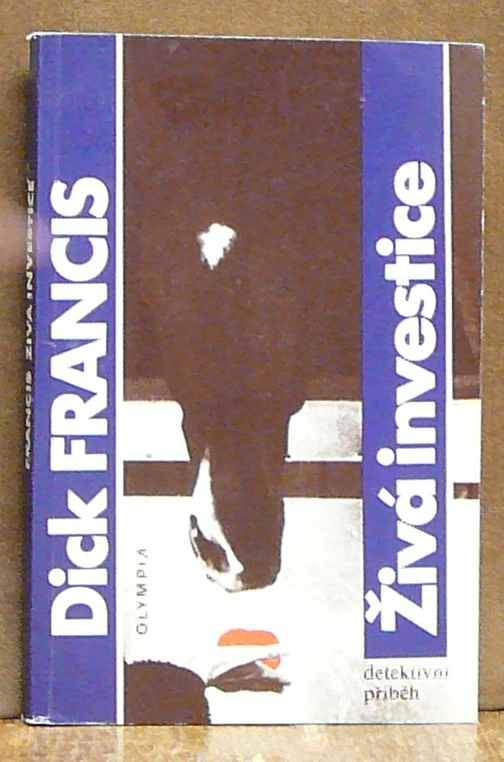 Dick FRANCIS
Živá investice
OLYMPIA
detektivní
příběh
FRANCIS ŽIVÁ INVESTICE